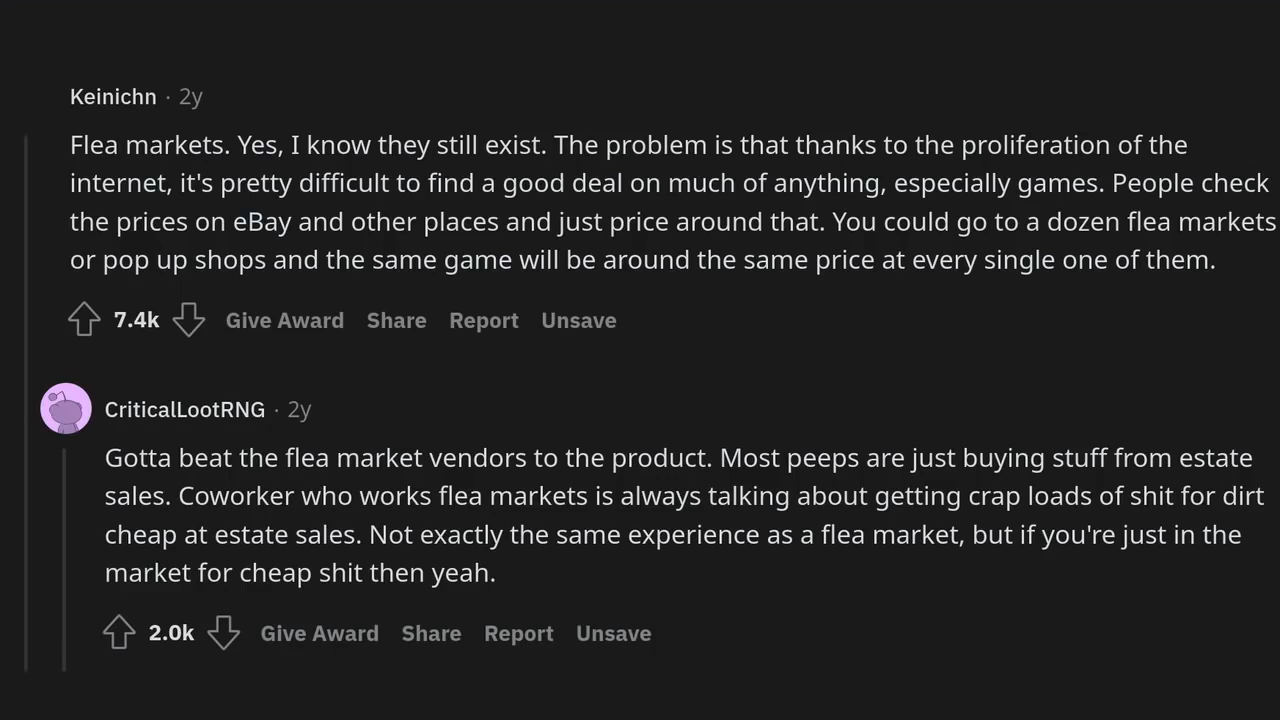 Keinichn · 2y
Flea markets. Yes, I know they still exist. The problem is that thanks to the proliferation of the
internet, it's pretty difficult to find a good deal on much of anything, especially games. People check
the prices on eBay and other places and just price around that. You could go to a dozen flea markets
or pop up shops and the same game will be around the same price at every single one of them.
7.4k Give Award Share Report Unsave
CriticalLootRNG · 2y
Gotta beat the flea market vendors to the product. Most peeps are just buying stuff from estate
sales. Coworker who works flea markets is always talking about getting crap loads of shit for dirt
cheap at estate sales. Not exactly the same experience as a flea market, but if you're just in the
market for cheap shit then yeah.
2.0k Give Award Share Report Unsave